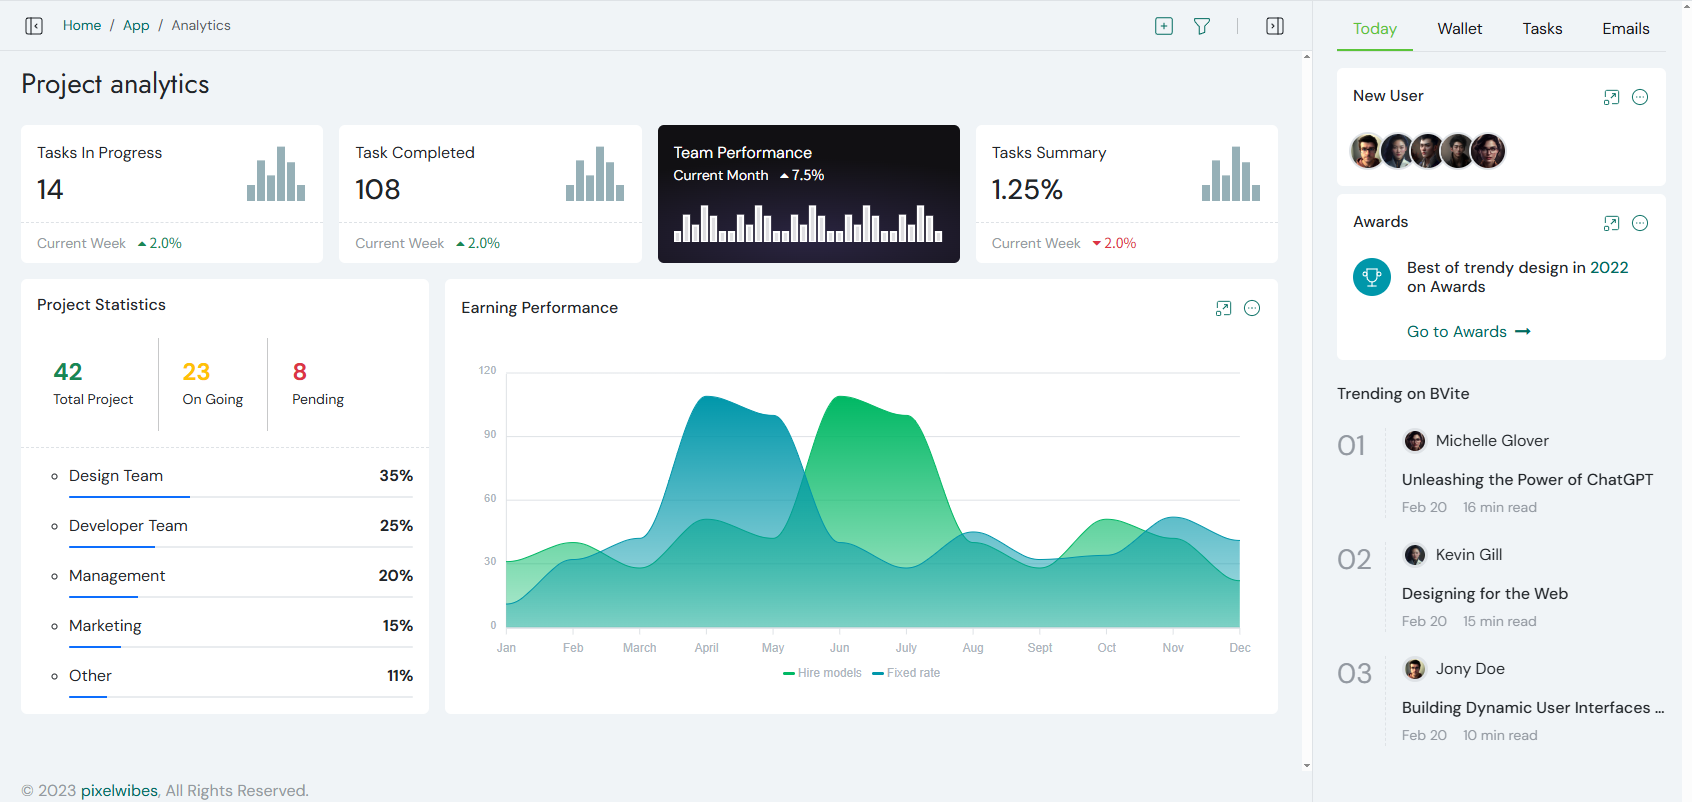 Home / App / Analytics
Project analytics
Tasks In Progress
14
Current Week 2.0%
Task Completed
108
Current Week 2.0%
Team Performance
Current Month 7.5%
Tasks Summary
1.25%
Current Week 2.0%
Project Statistics
42
Total Project
23
On Going
8
Pending
Design Team 35%
Developer Team 25%
Management 20%
Marketing 15%
Other 11%
Earning Performance
120
90
60
30
0
Jan Feb March April May Jun July Aug Sept Oct Nov Dec
Hire models Fixed rate
© 2023 pixelwibes, All Rights Reserved.
Today Wallet Tasks Emails
New User
Awards
Best of trendy design in 2022
on Awards
Go to Awards
Trending on BVite
01
Michelle Glover
Unleashing the Power of ChatGPT
Feb 20 16 min read
02
Kevin Gill
Designing for the Web
Feb 20 15 min read
03
Jony Doe
Building Dynamic User Interfaces ...
Feb 20 10 min read